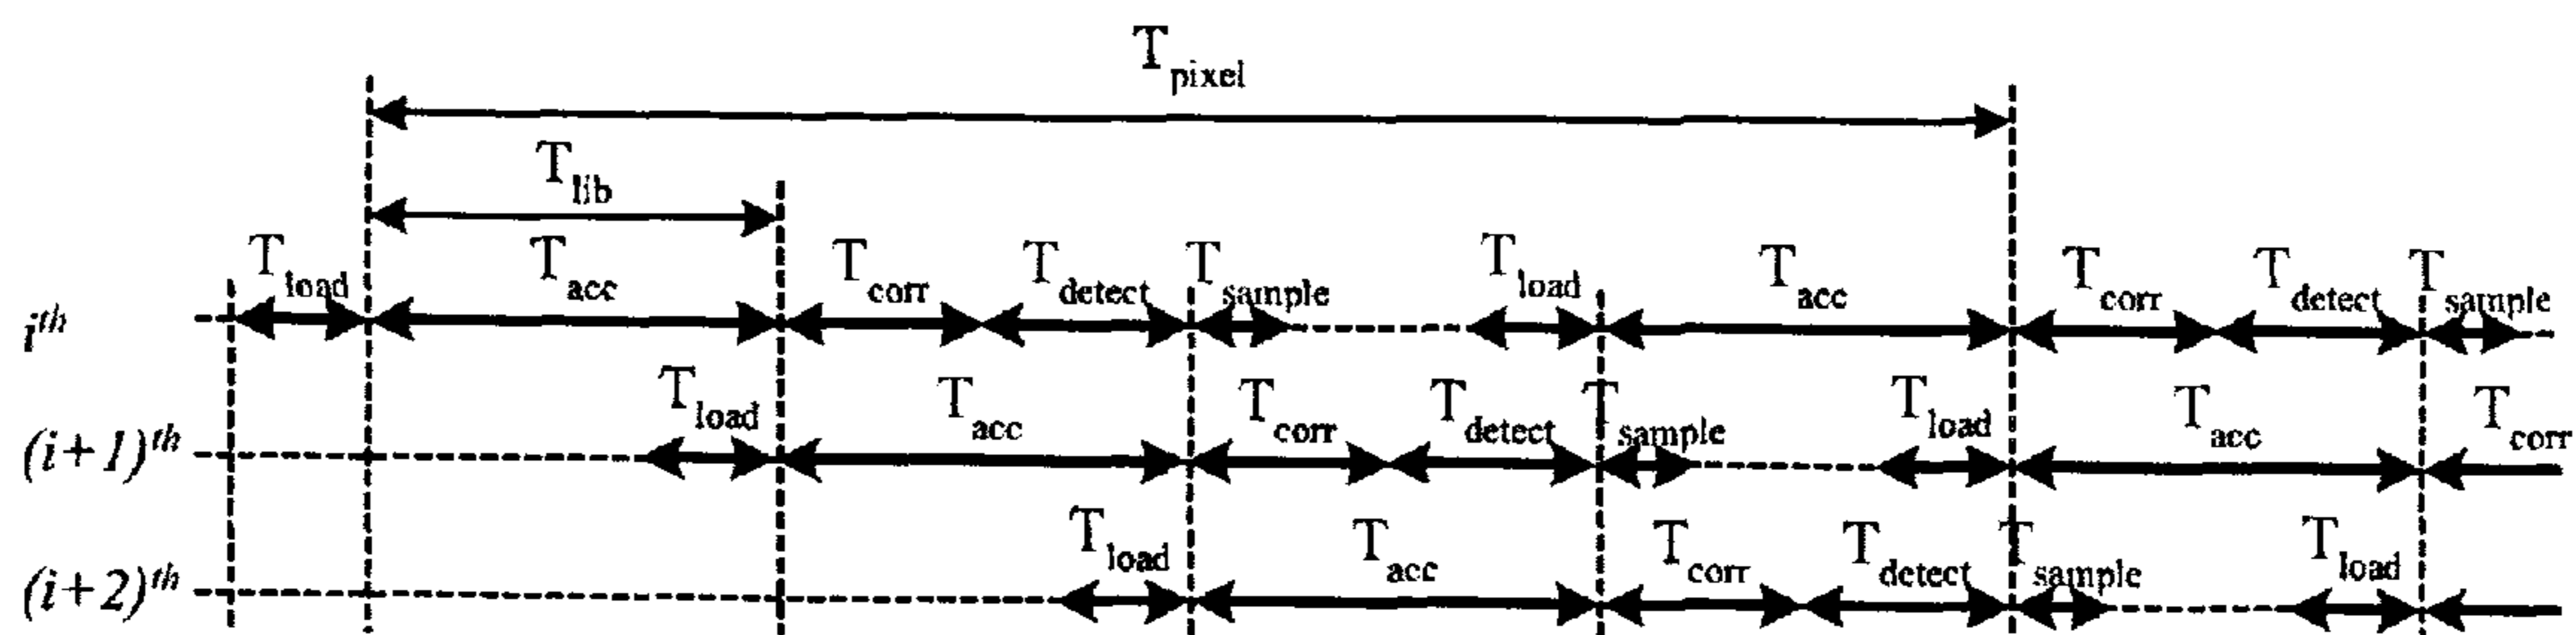 T_pixel
T_lib
i^th T_load T_acc T_corr T_detect T_sample T_load T_acc T_corr T_detect T_sample
(i+1)^th T_load T_acc T_corr T_detect T_sample T_load T_acc T_corr
(i+2)^th T_load T_acc T_corr T_detect T_sample T_load